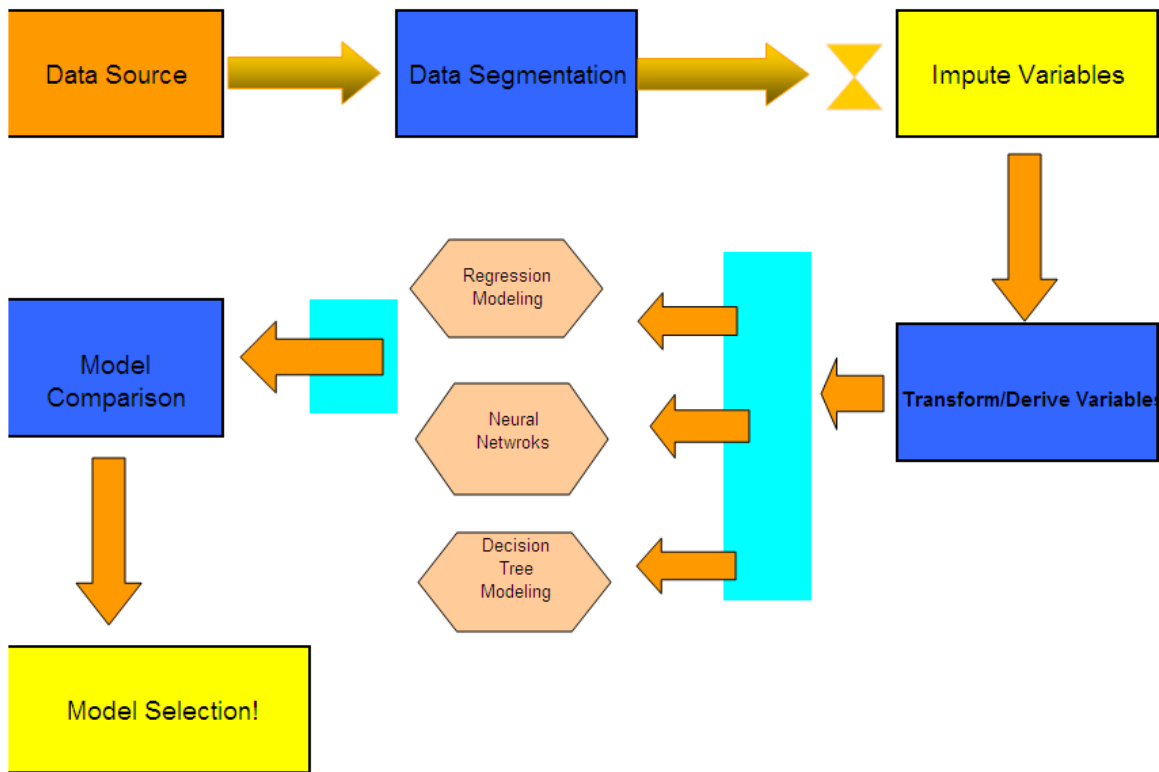 Data Source
Data Segmentation
Impute Variables
Regression
Modeling
Model
Comparison
Neural
Netwroks
Transform/Derive Variables
Decision
Tree
Modeling
Model Selection!